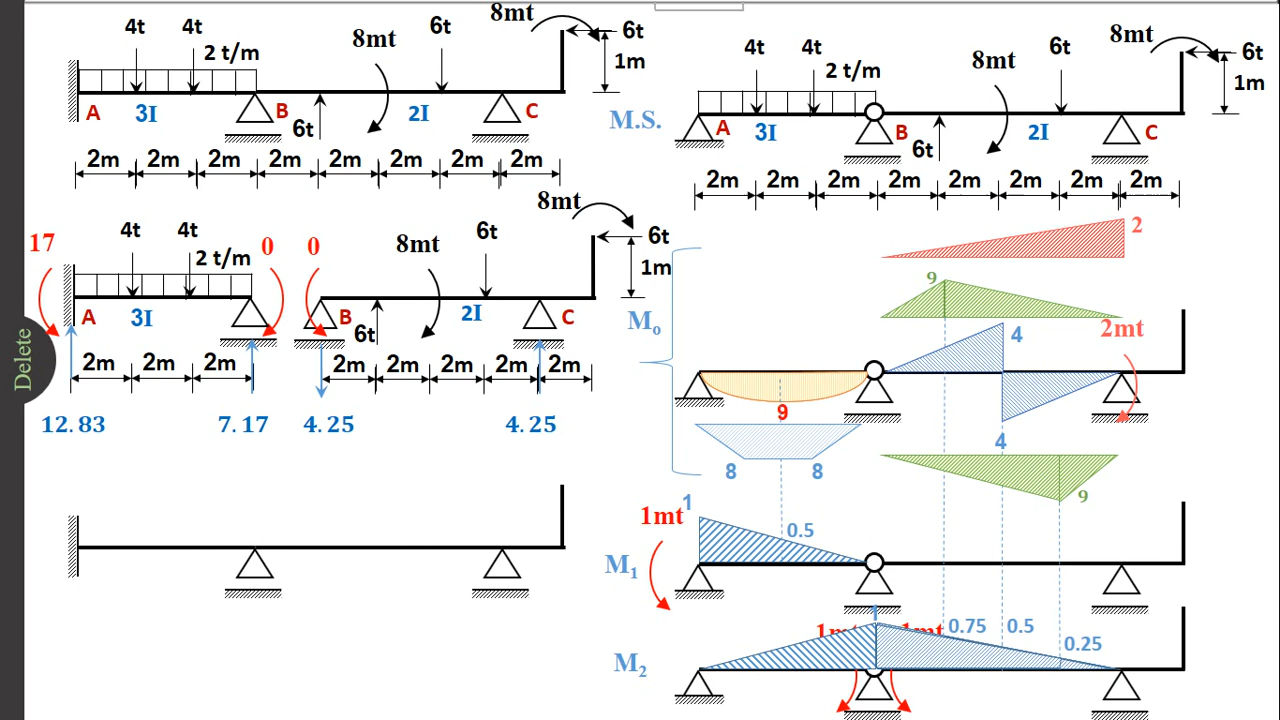 8mt
4t 4t 6t 6t
8mt
2 t/m 1m
A 3I B 6t 2I C
2m 2m 2m 2m 2m 2m 2m 2m
8mt
4t 4t 6t 6t
8mt
2 t/m 1m
M.S. A 3I B 6t 2I C
2m 2m 2m 2m 2m 2m 2m 2m
8mt
17 4t 4t 0 0 8mt 6t 6t
2 t/m 1m
A 3I B 6t 2I C
2m 2m 2m 2m 2m 2m 2m 2m
12.83 7.17 4.25 4.25
Delete
2
9
Mo 4 2mt
9
4
8 8 9
1mt 1
0.5
M1
1
1mt 1mt 0.75 0.5
0.25
M2